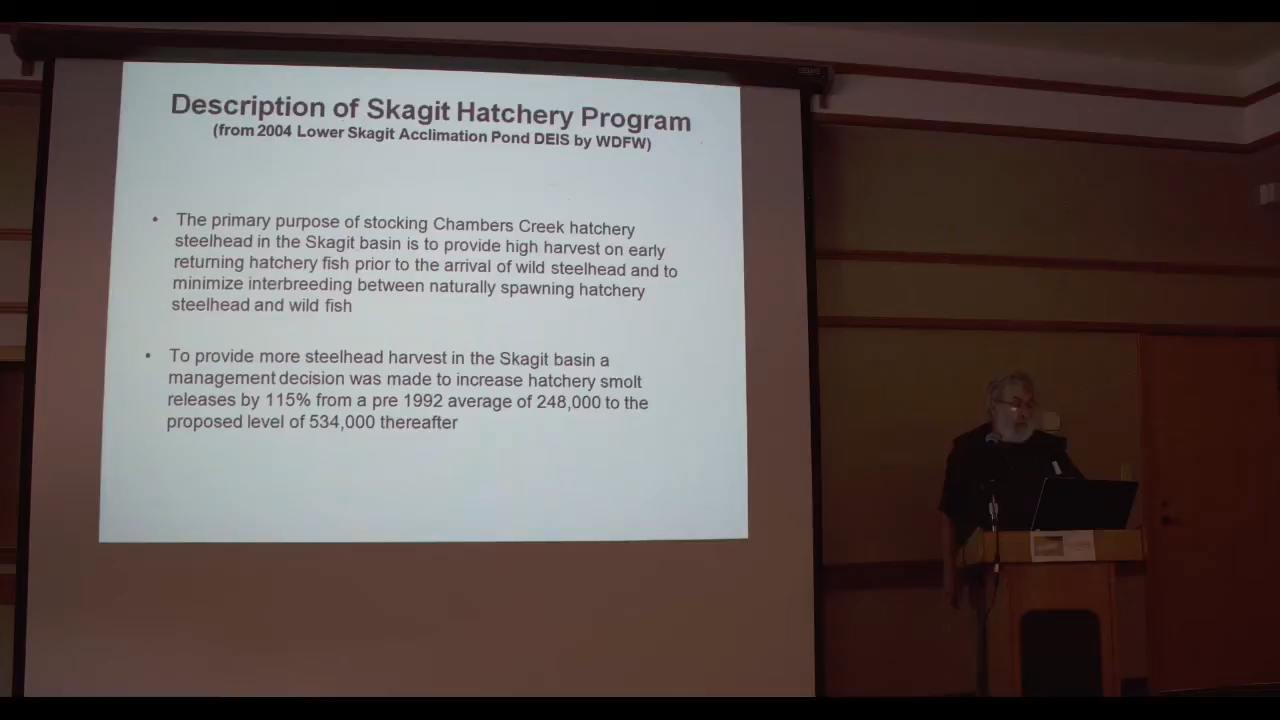 Description of Skagit Hatchery Program
(from 2004 Lower Skagit Acclimation Pond DEIS by WDFW)
• The primary purpose of stocking Chambers Creek hatchery
steelhead in the Skagit basin is to provide high harvest on early
returning hatchery fish prior to the arrival of wild steelhead and to
minimize interbreeding between naturally spawning hatchery
steelhead and wild fish
• To provide more steelhead harvest in the Skagit basin a
management decision was made to increase hatchery smolt
releases by 115% from a pre 1992 average of 248,000 to the
proposed level of 534,000 thereafter